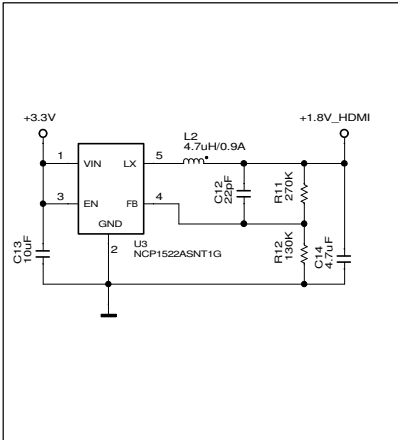 +3.3V
+1.8V_HDMI
L2
4.7uH/0.9A
1
VIN
LX
5
3
EN
FB
4
GND
2
U3
NCP1522ASNT1G
C13
10uF
C12
22pF
R11
270K
R12
130K
C14
4.7uF